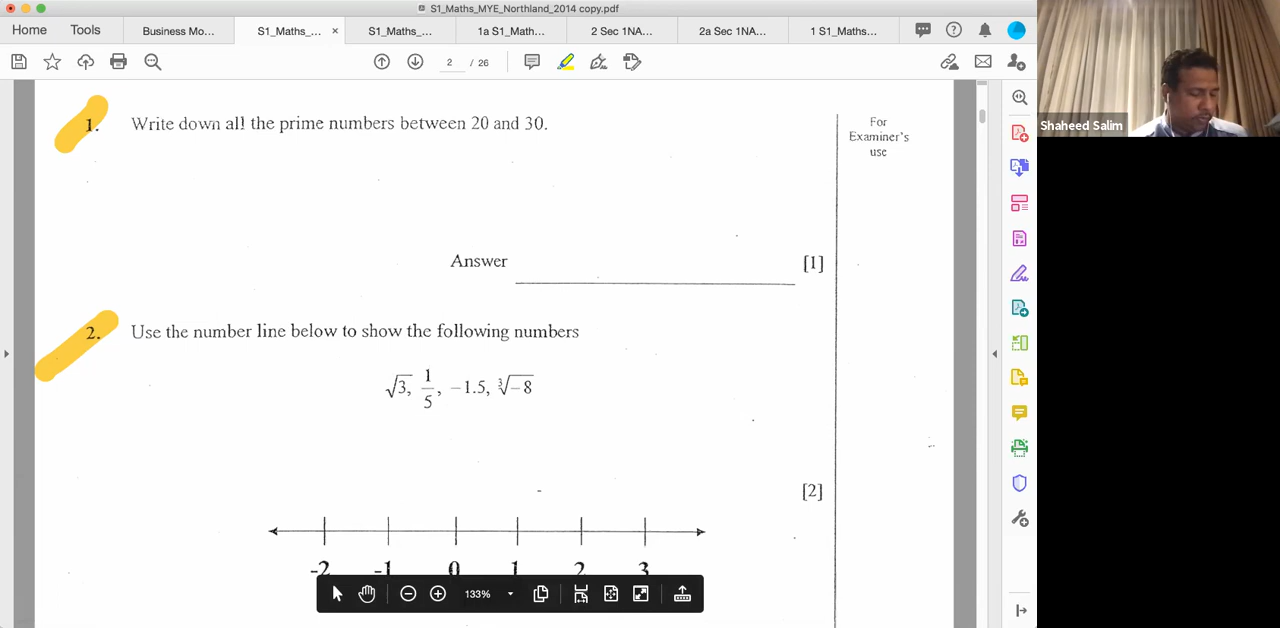 S1_Maths_MYE_Northland_2014 copy.pdf
Home Tools Business Mo... S1_Maths_... × S1_Maths_... 1a S1_Math... 2 Sec 1NA... 2a Sec 1NA... 1 S1_Maths...
2 / 26
1. Write down all the prime numbers between 20 and 30.
For
Examiner's
use
Answer [1]
2. Use the number line below to show the following numbers
√3, 1/5, −1.5, ³√−8
[2]
-2 -1 0 1 2 3
133%
Shaheed Salim